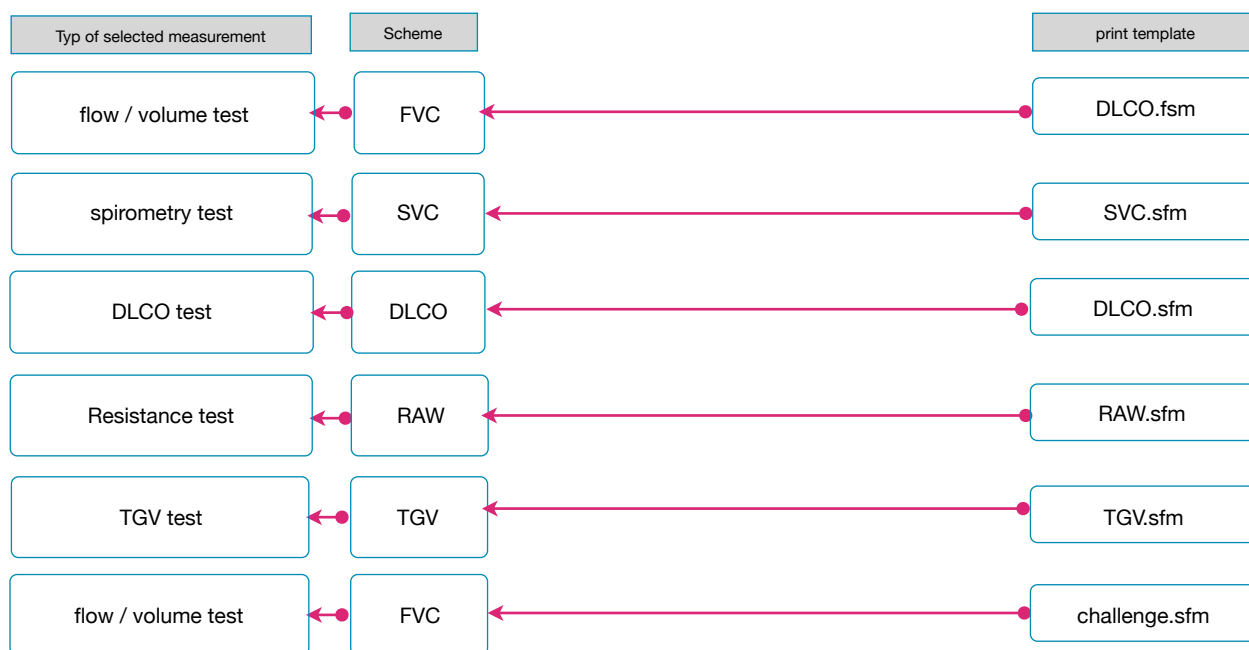 Typ of selected measurement
Scheme
print template
flow / volume test
FVC
DLCO.fsm
spirometry test
SVC
SVC.sfm
DLCO test
DLCO
DLCO.sfm
Resistance test
RAW
RAW.sfm
TGV test
TGV
TGV.sfm
flow / volume test
FVC
challenge.sfm